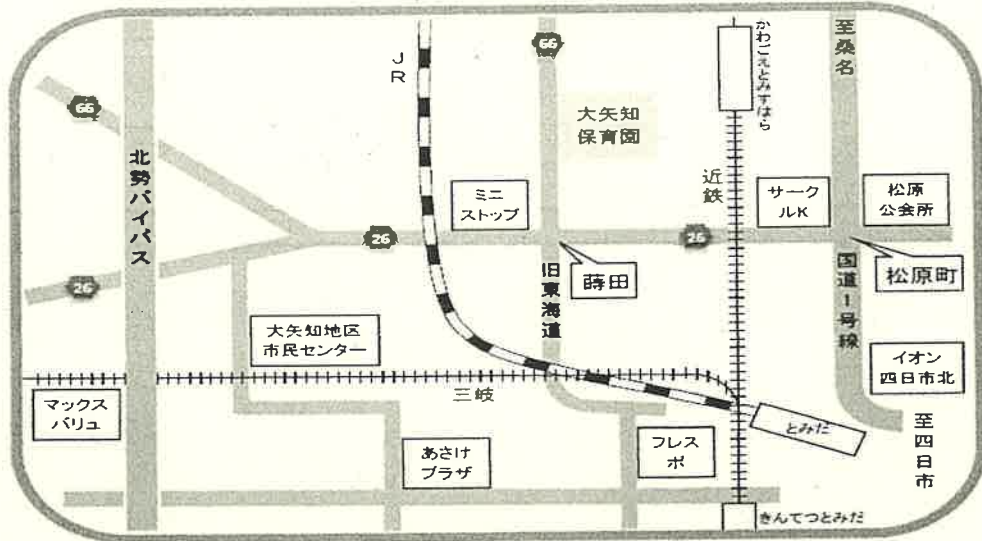 66
JR
66
かわごえとみすはら
至桑名
66
大矢知
保育園
北勢バイパス
近鉄
ミニ
ストップ
サーク
ルK
松原
公会所
26
26
26
蒔田
松原町
旧東海道
国道1号線
大矢知地区
市民センター
イオン
四日市北
三岐
マックス
バリュ
とみだ
至四日市
あさけ
プラザ
フレス
ポ
きんてつとみだ